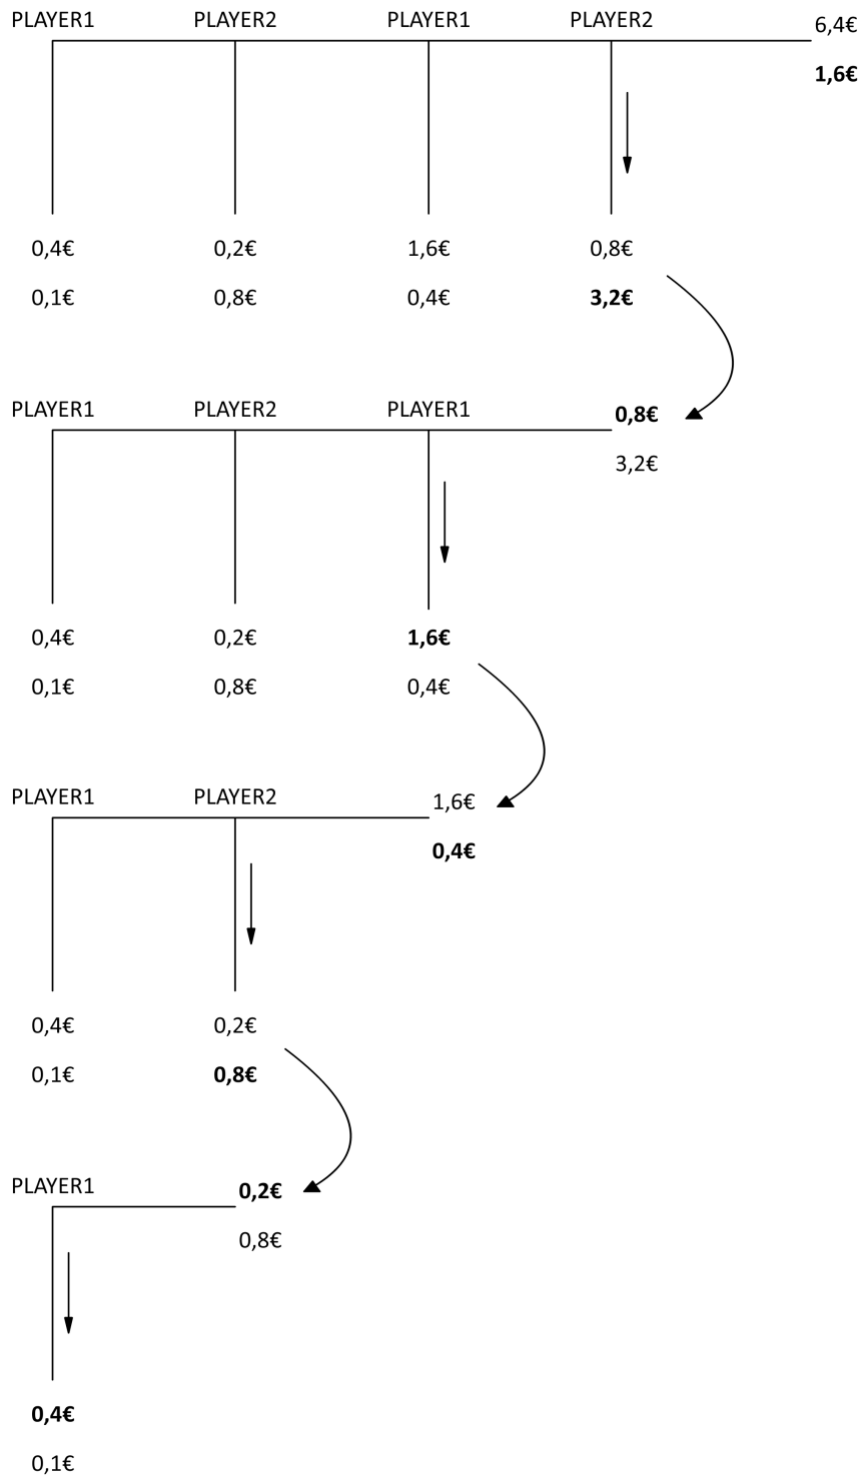 PLAYER1 PLAYER2 PLAYER1 PLAYER2 6,4€
1,6€
0,4€ 0,2€ 1,6€ 0,8€
0,1€ 0,8€ 0,4€ 3,2€
PLAYER1 PLAYER2 PLAYER1 0,8€
3,2€
0,4€ 0,2€ 1,6€
0,1€ 0,8€ 0,4€
PLAYER1 PLAYER2 1,6€
0,4€
0,4€ 0,2€
0,1€ 0,8€
PLAYER1 0,2€
0,8€
0,4€
0,1€